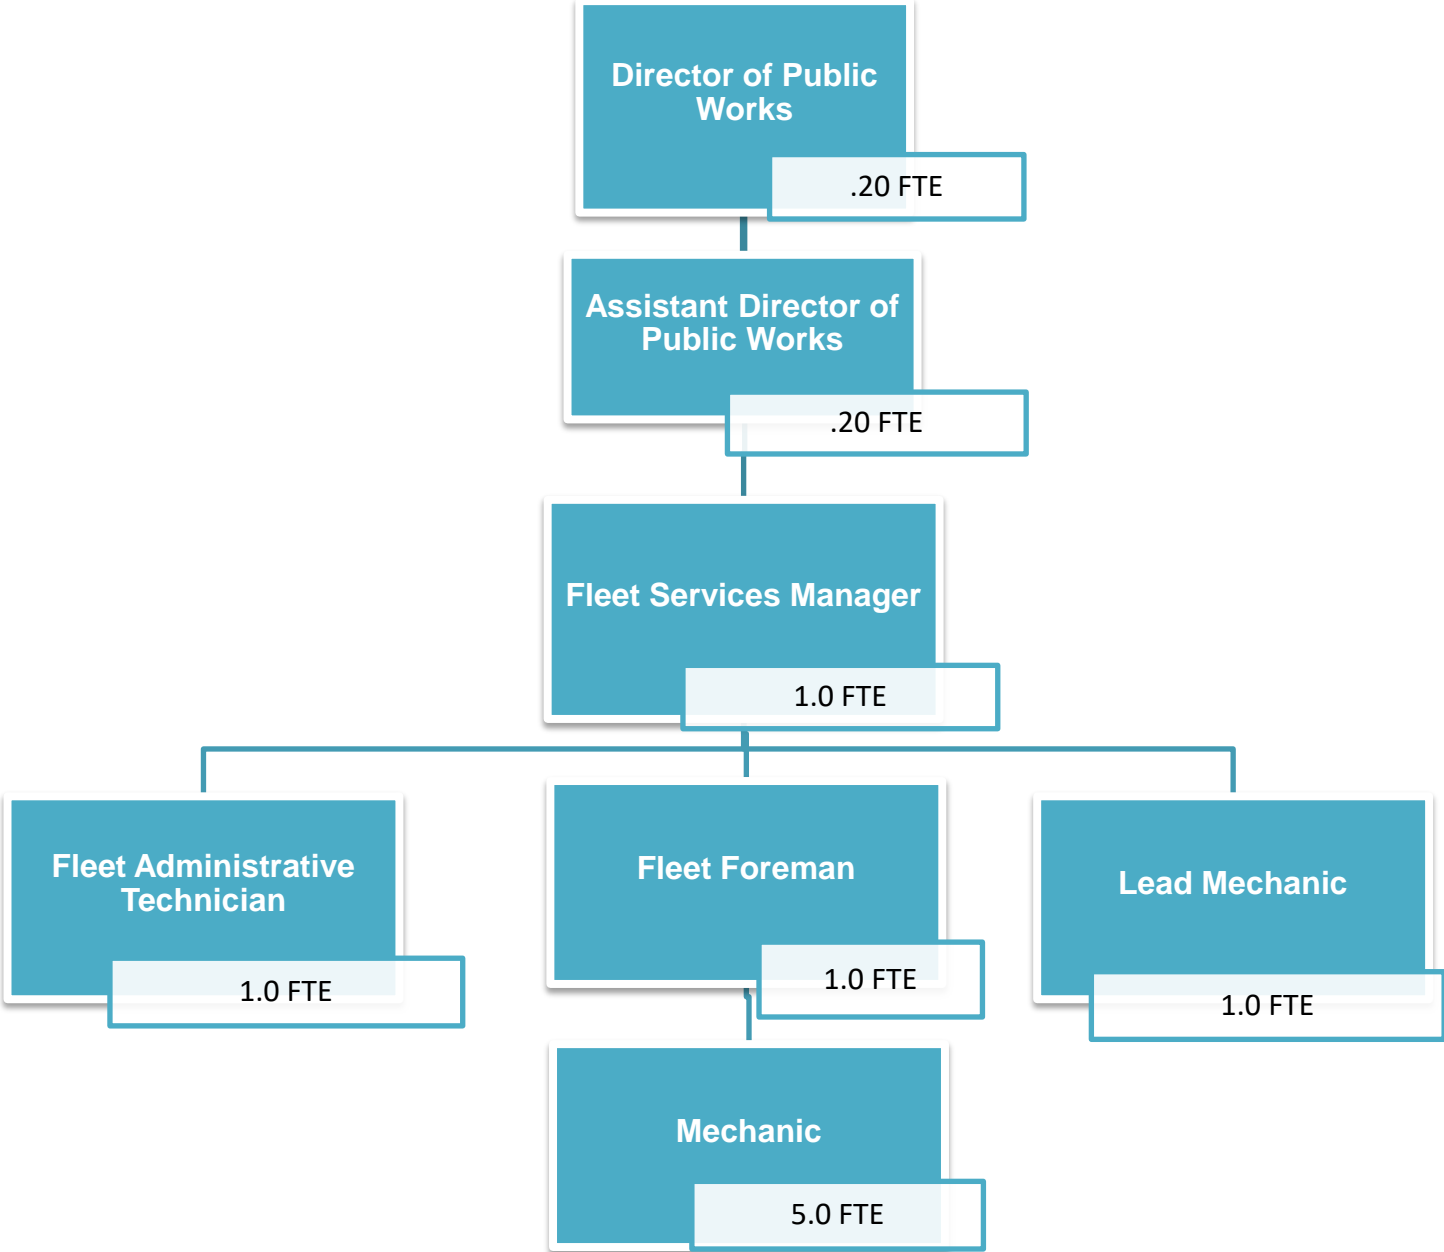 Director of Public
Works
.20 FTE
Assistant Director of
Public Works
.20 FTE
Fleet Services Manager
1.0 FTE
Fleet Administrative
Technician
1.0 FTE
Fleet Foreman
1.0 FTE
Lead Mechanic
1.0 FTE
Mechanic
5.0 FTE